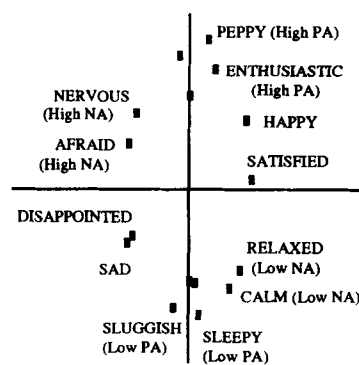 PEPPY (High PA)
ENTHUSIASTIC
(High PA)
NERVOUS
(High NA)
HAPPY
AFRAID
(High NA)
SATISFIED
DISAPPOINTED
SAD
RELAXED
(Low NA)
CALM (Low NA)
SLUGGISH
(Low PA)
SLEEPY
(Low PA)